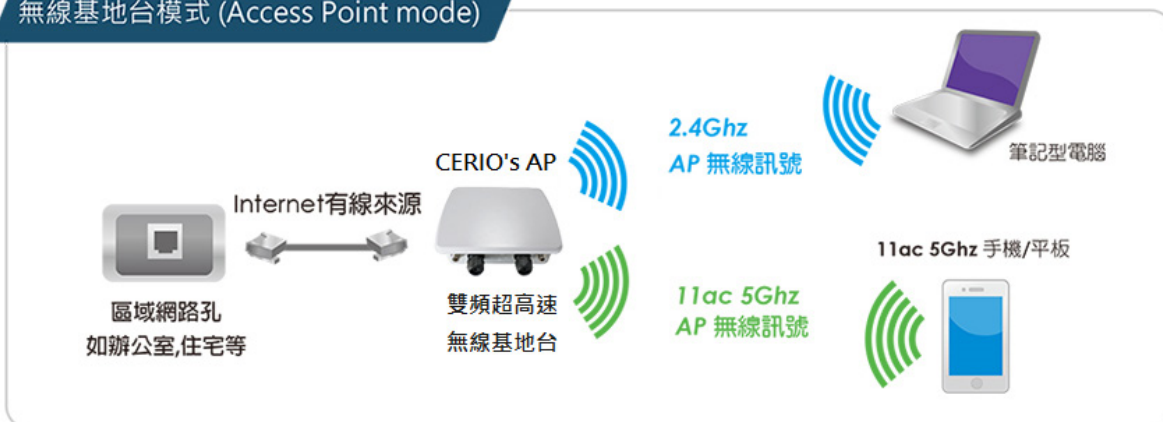 無線基地台模式 (Access Point mode)
CERIO's AP
Internet有線來源
區域網路孔
如辦公室,住宅等
雙頻超高速
無線基地台
2.4Ghz
AP 無線訊號
筆記型電腦
11ac 5Ghz
AP 無線訊號
11ac 5Ghz 手機/平板